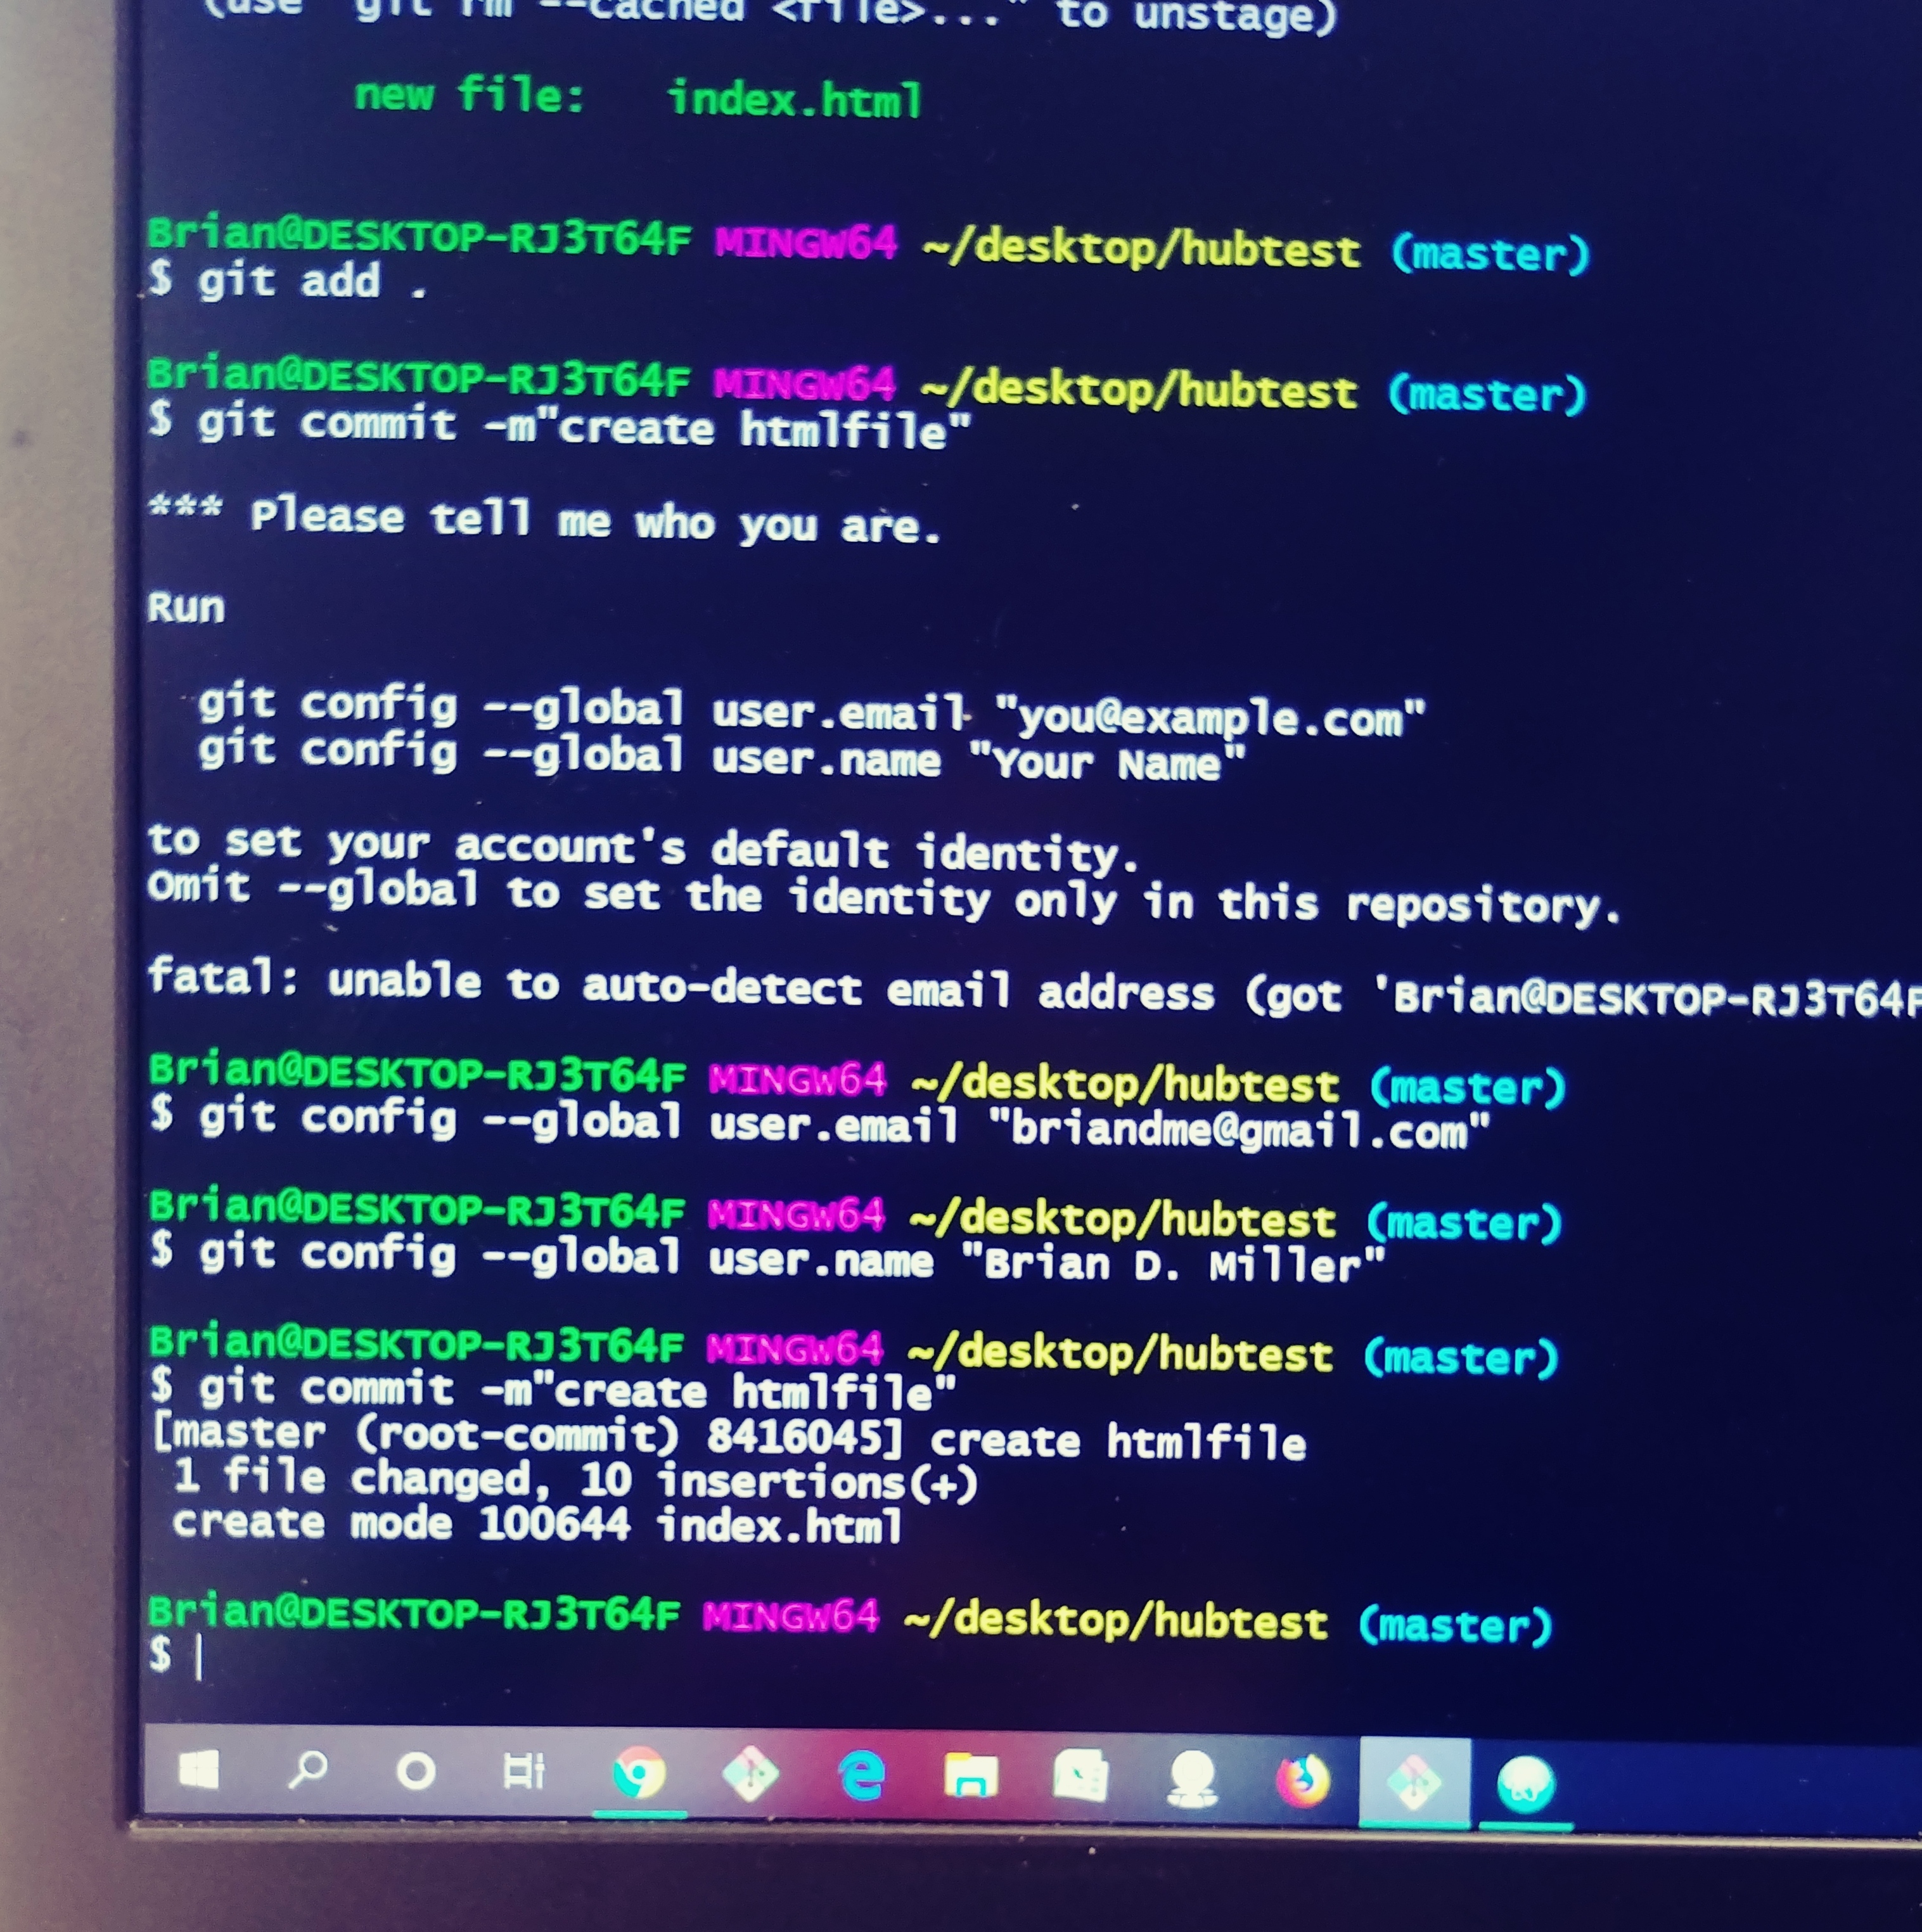 (use "git rm --cached <file>..." to unstage)
new file:   index.html
Brian@DESKTOP-RJ3T64F MINGW64 ~/desktop/hubtest (master)
$ git add .
Brian@DESKTOP-RJ3T64F MINGW64 ~/desktop/hubtest (master)
$ git commit -m"create htmlfile"
*** Please tell me who you are.
Run
git config --global user.email "you@example.com"
git config --global user.name "Your Name"
to set your account's default identity.
Omit --global to set the identity only in this repository.
fatal: unable to auto-detect email address (got 'Brian@DESKTOP-RJ3T64F
Brian@DESKTOP-RJ3T64F MINGW64 ~/desktop/hubtest (master)
$ git config --global user.email "briandme@gmail.com"
Brian@DESKTOP-RJ3T64F MINGW64 ~/desktop/hubtest (master)
$ git config --global user.name "Brian D. Miller"
Brian@DESKTOP-RJ3T64F MINGW64 ~/desktop/hubtest (master)
$ git commit -m"create htmlfile"
[master (root-commit) 8416045] create htmlfile
1 file changed, 10 insertions(+)
create mode 100644 index.html
Brian@DESKTOP-RJ3T64F MINGW64 ~/desktop/hubtest (master)
$